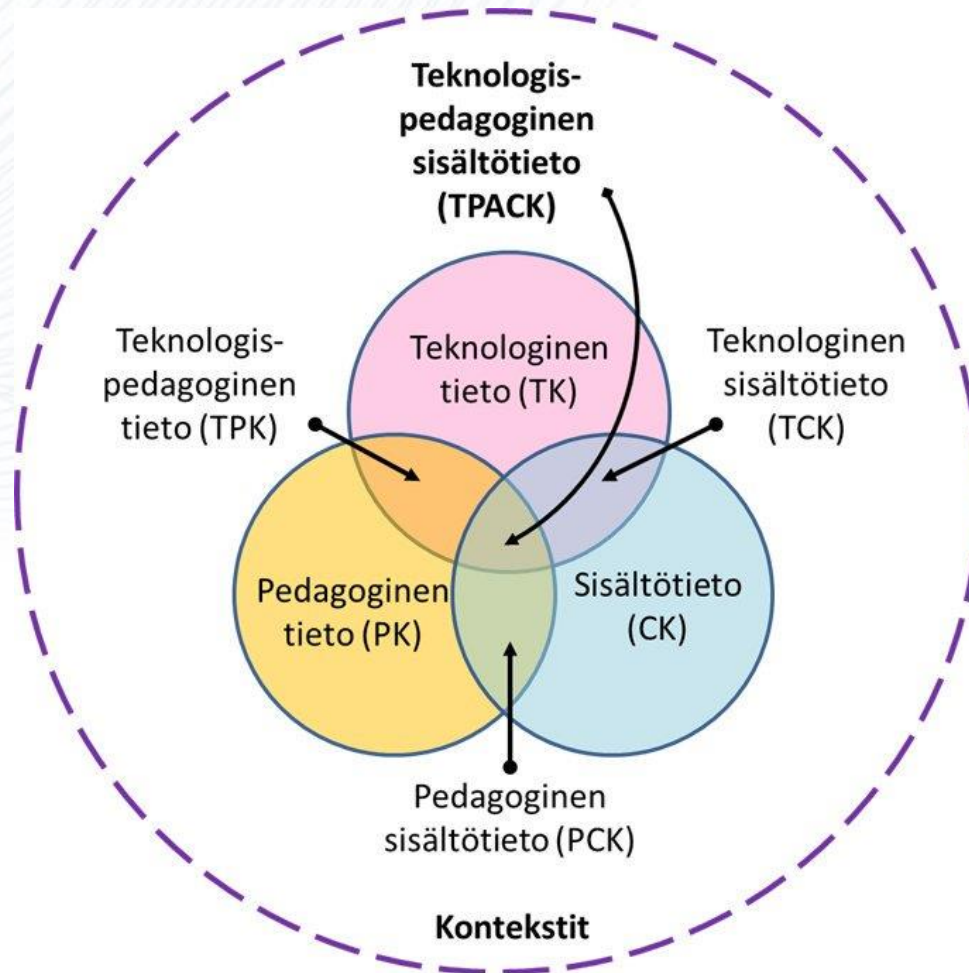 Teknologis-
pedagoginen
sisältötieto
(TPACK)
Teknologis-
pedagoginen
tieto (TPK)
Teknologinen
tieto (TK)
Teknologinen
sisältötieto
(TCK)
Pedagoginen
tieto (PK)
Sisältötieto
(CK)
Pedagoginen
sisältötieto (PCK)
Kontekstit